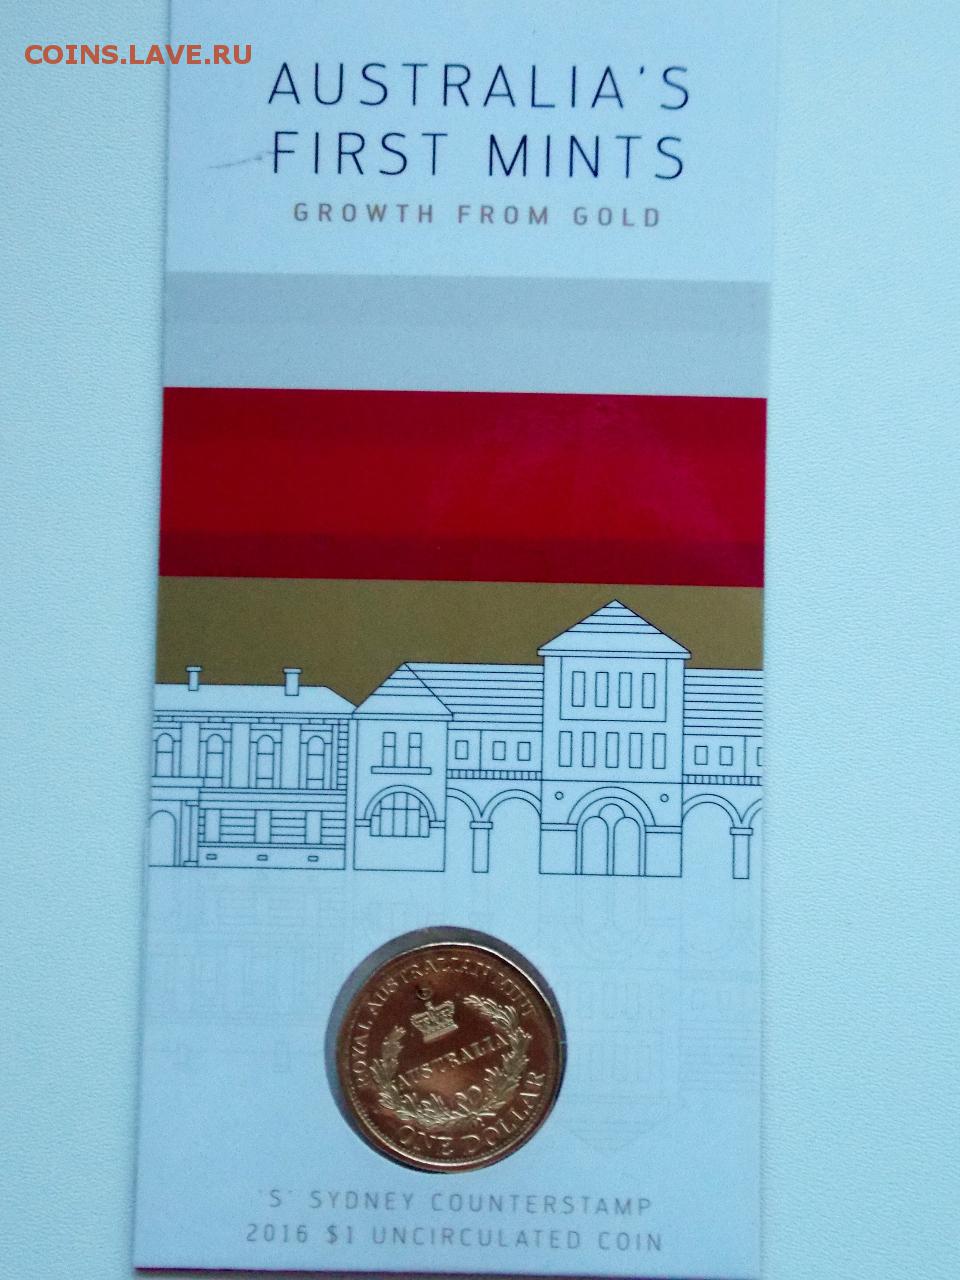 COINS.LAVE.RU
AUSTRALIA'S
FIRST MINTS
GROWTH FROM GOLD
ROYAL AUSTRALIAN MINT
AUSTRALIA
ONE DOLLAR
'S' SYDNEY COUNTERSTAMP
2016 $1 UNCIRCULATED COIN